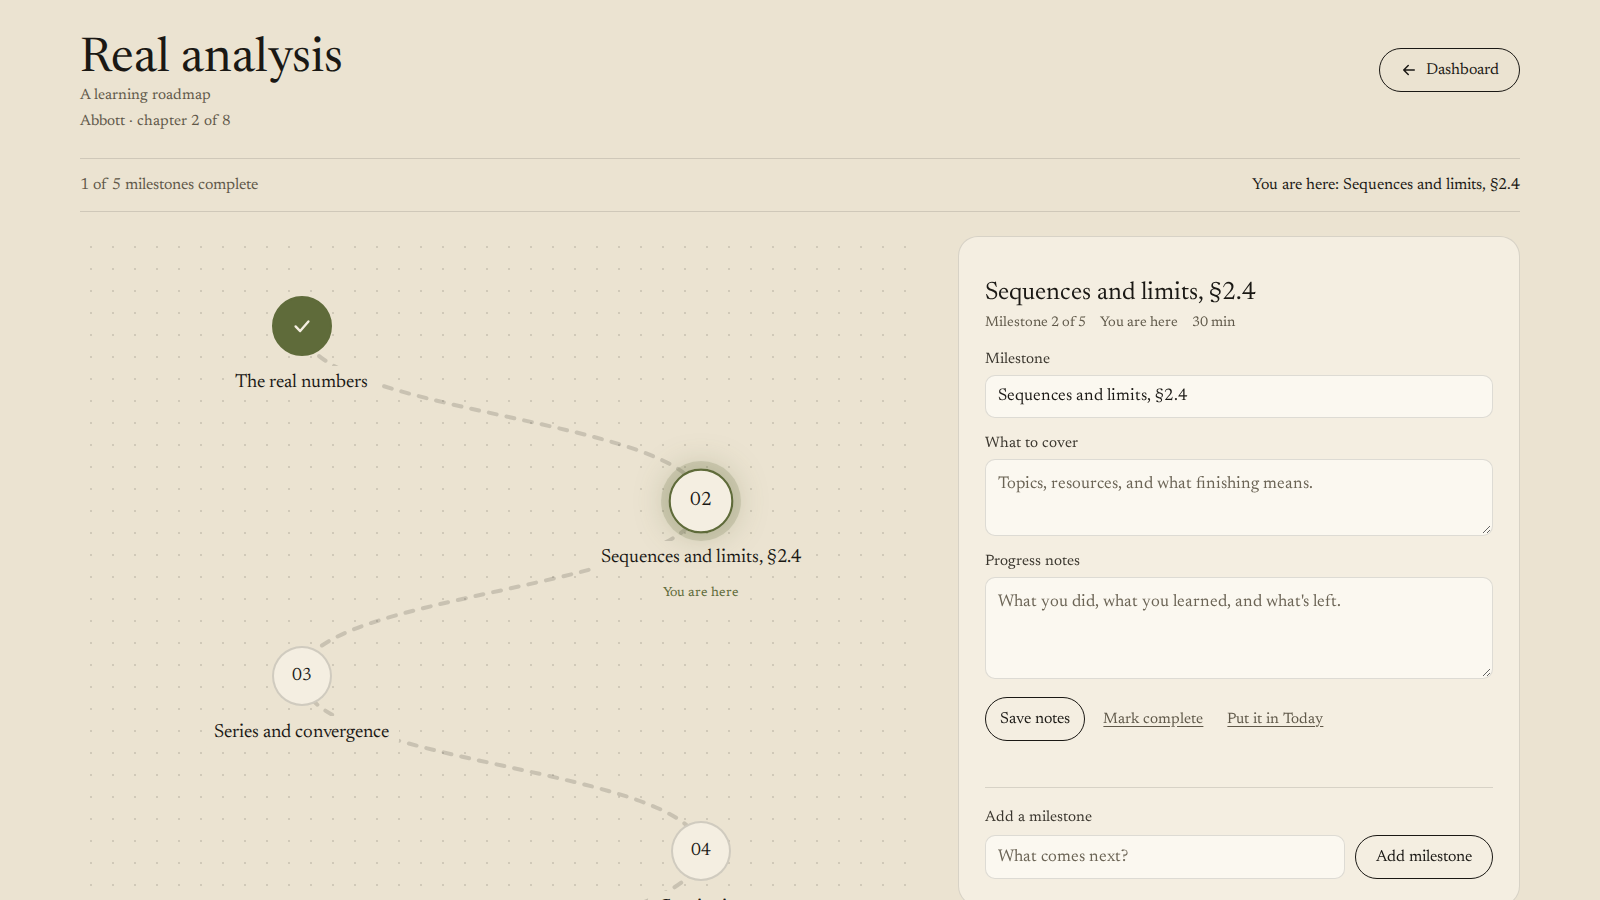 Real analysis
A learning roadmap
Abbott · chapter 2 of 8
Dashboard
1 of 5 milestones complete
You are here: Sequences and limits, §2.4
The real numbers
02
Sequences and limits, §2.4
You are here
03
Series and convergence
04
Sequences and limits, §2.4
Milestone 2 of 5 You are here 30 min
Milestone
Sequences and limits, §2.4
What to cover
Topics, resources, and what finishing means.
Progress notes
What you did, what you learned, and what's left.
Save notes Mark complete Put it in Today
Add a milestone
What comes next? Add milestone